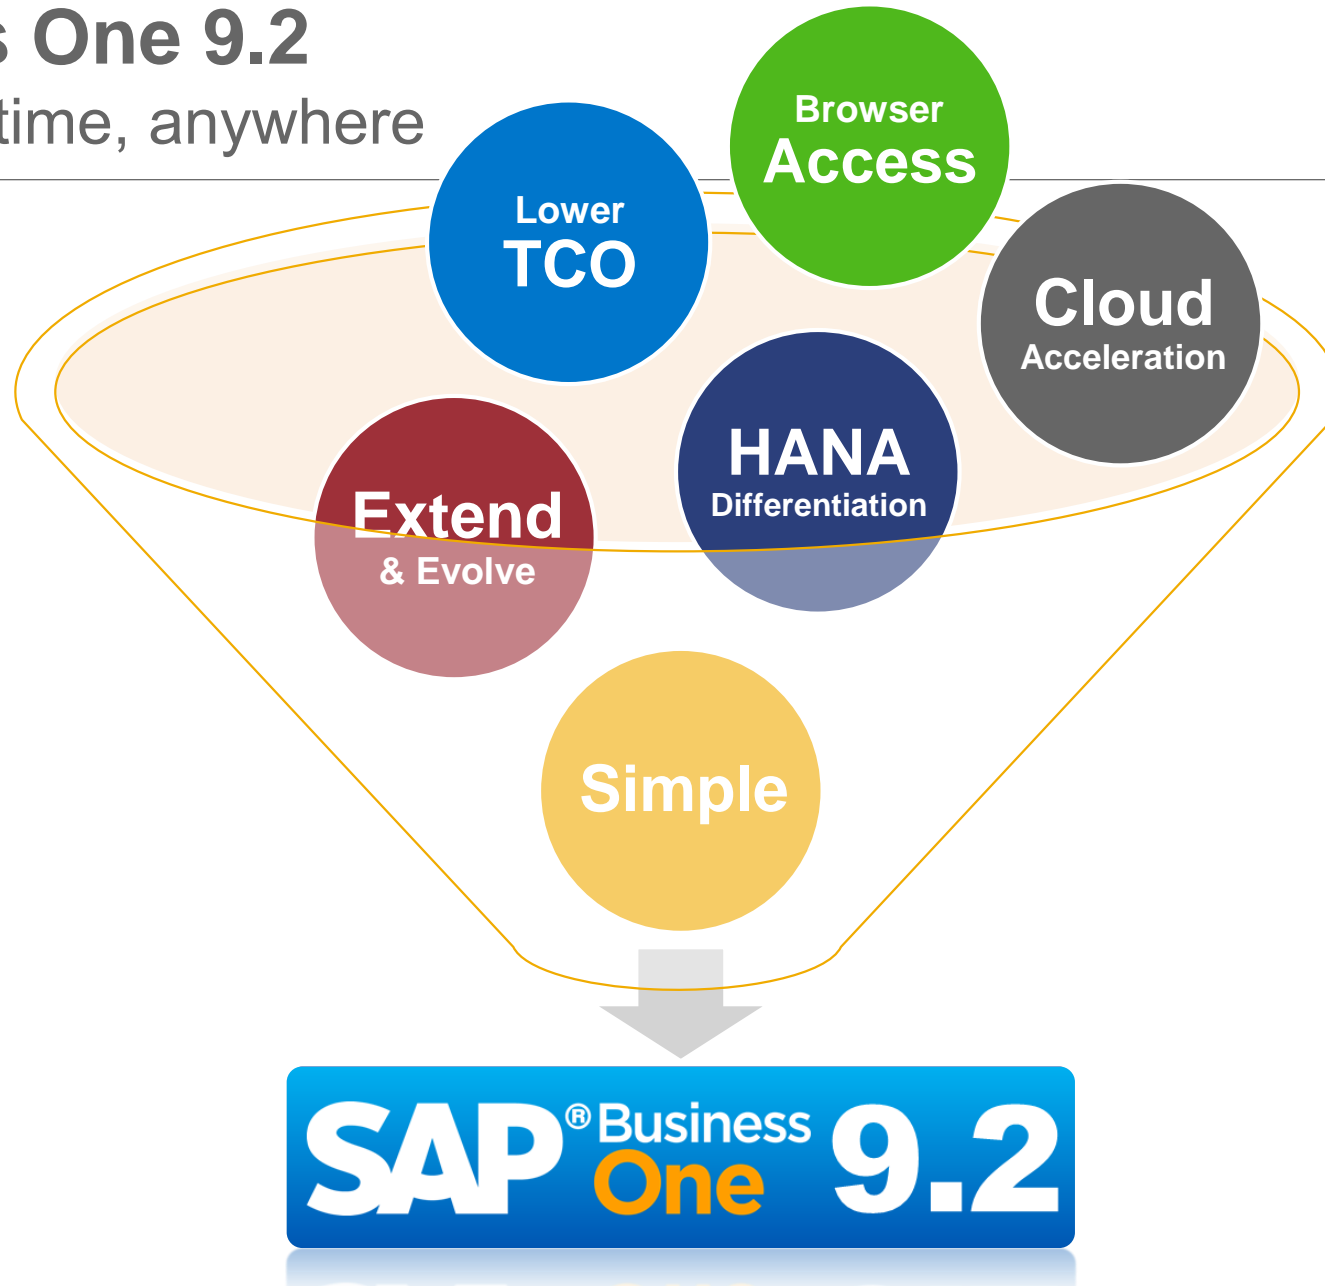 s One 9.2
time, anywhere
Browser
Access
Lower
TCO
Cloud
Acceleration
HANA
Differentiation
Extend
& Evolve
Simple
SAP® Business One 9.2